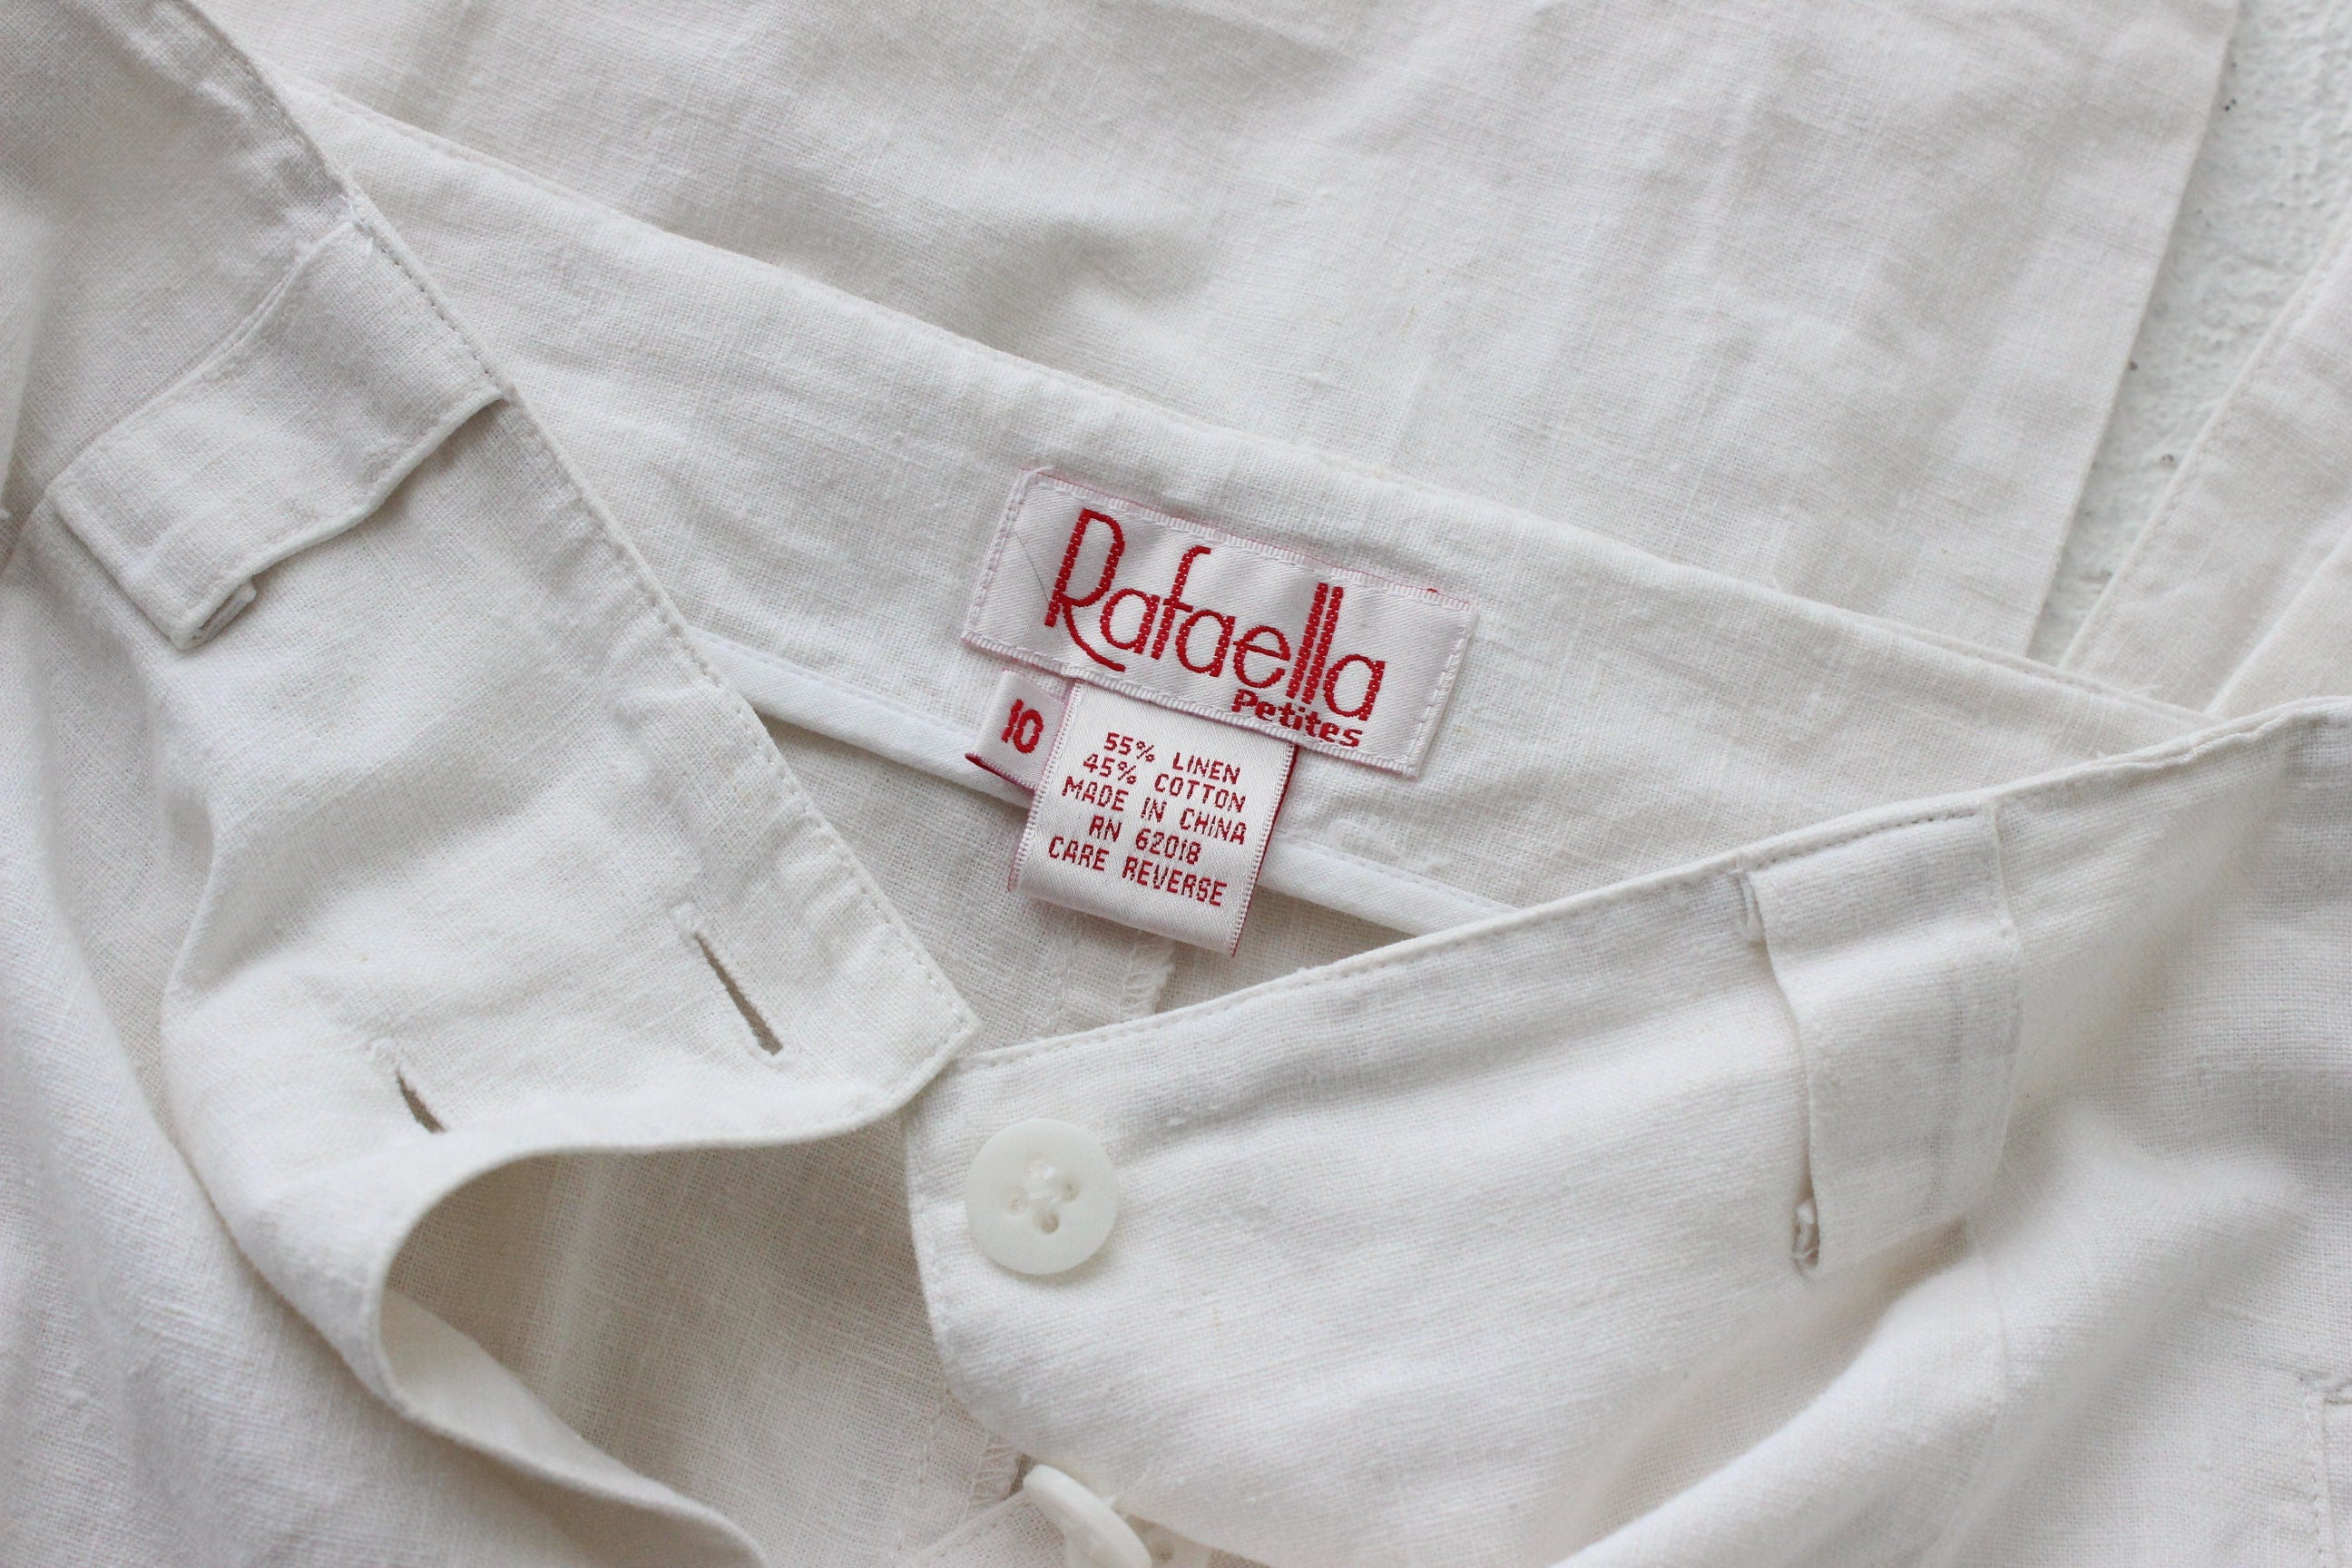 Rafaella
Petites
10
55% LINEN
45% COTTON
MADE IN CHINA
RN 62018
CARE REVERSE